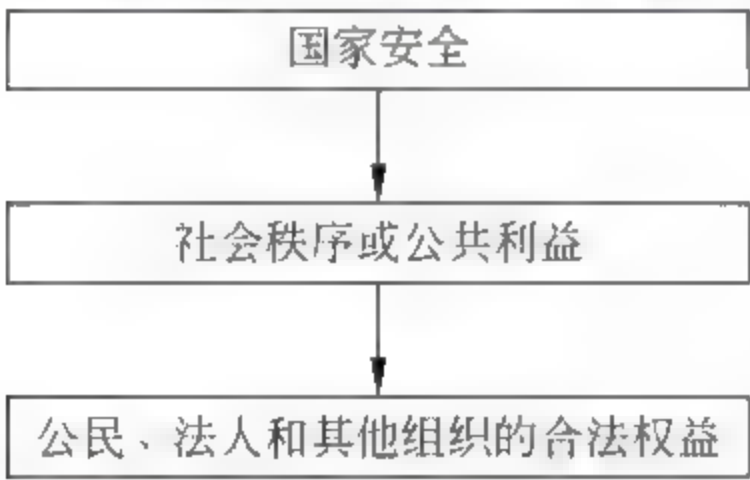 国家安全
社会秩序或公共利益
公民、法人和其他组织的合法权益